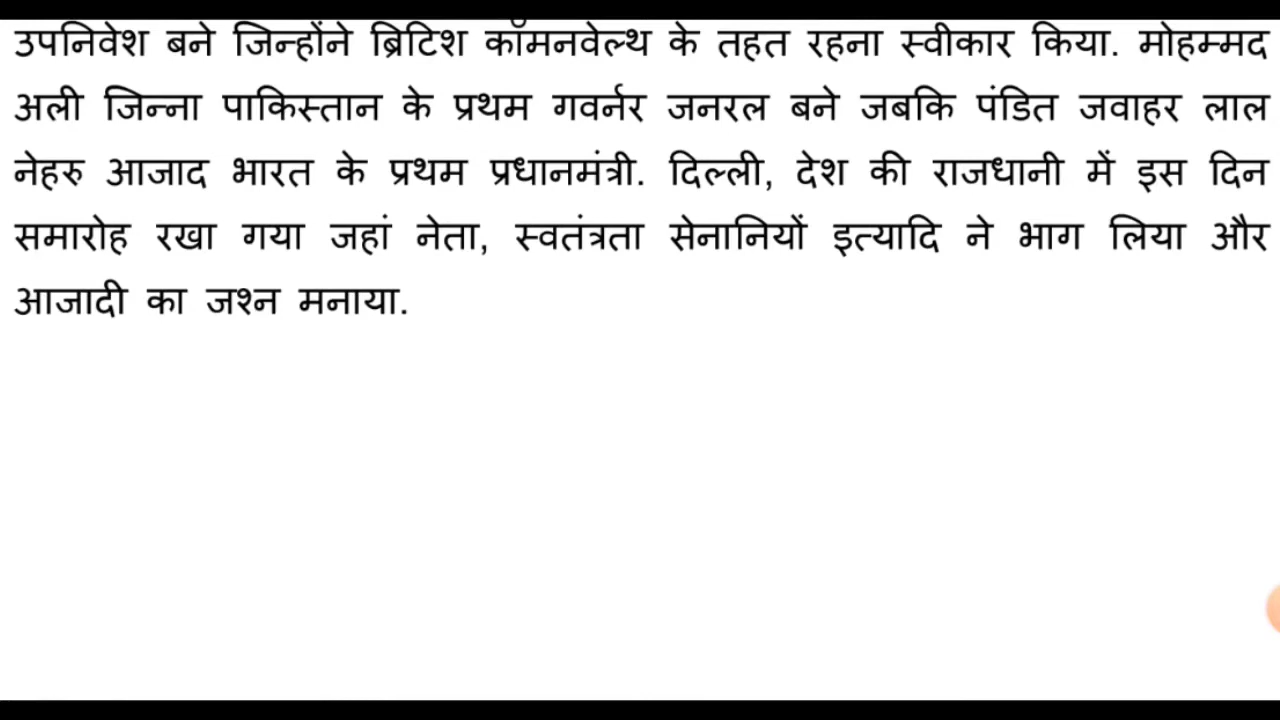 उपनिवेश बने जिन्होंने ब्रिटिश कॉमनवेल्थ के तहत रहना स्वीकार किया. मोहम्मद
अली जिन्ना पाकिस्तान के प्रथम गवर्नर जनरल बने जबकि पंडित जवाहर लाल
नेहरु आजाद भारत के प्रथम प्रधानमंत्री. दिल्ली, देश की राजधानी में इस दिन
समारोह रखा गया जहां नेता, स्वतंत्रता सेनानियों इत्यादि ने भाग लिया और
आजादी का जश्न मनाया.